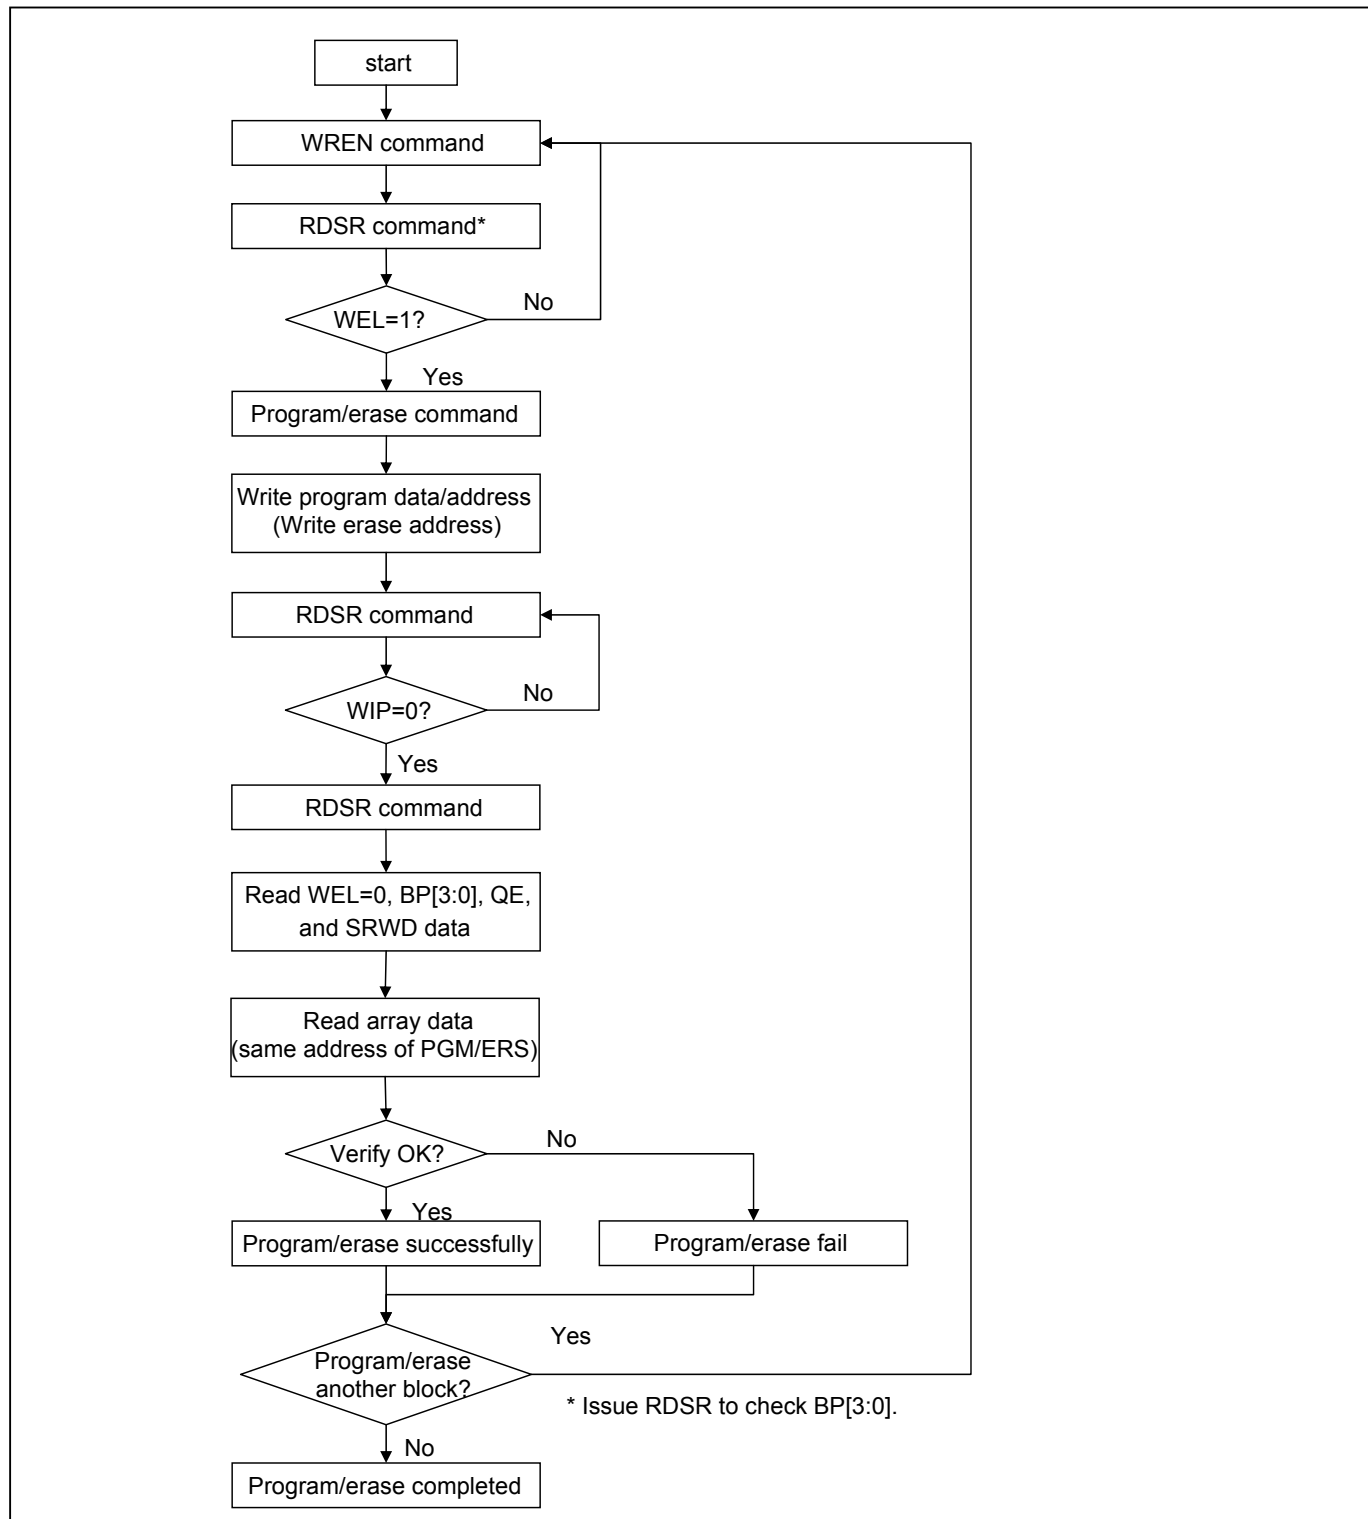 start
WREN command
RDSR command*
WEL=1?
No
Yes
Program/erase command
Write program data/address
(Write erase address)
RDSR command
WIP=0?
No
Yes
RDSR command
Read WEL=0, BP[3:0], QE,
and SRWD data
Read array data
(same address of PGM/ERS)
Verify OK?
No
Yes
Program/erase successfully
Program/erase fail
Program/erase
another block?
Yes
* Issue RDSR to check BP[3:0].
No
Program/erase completed